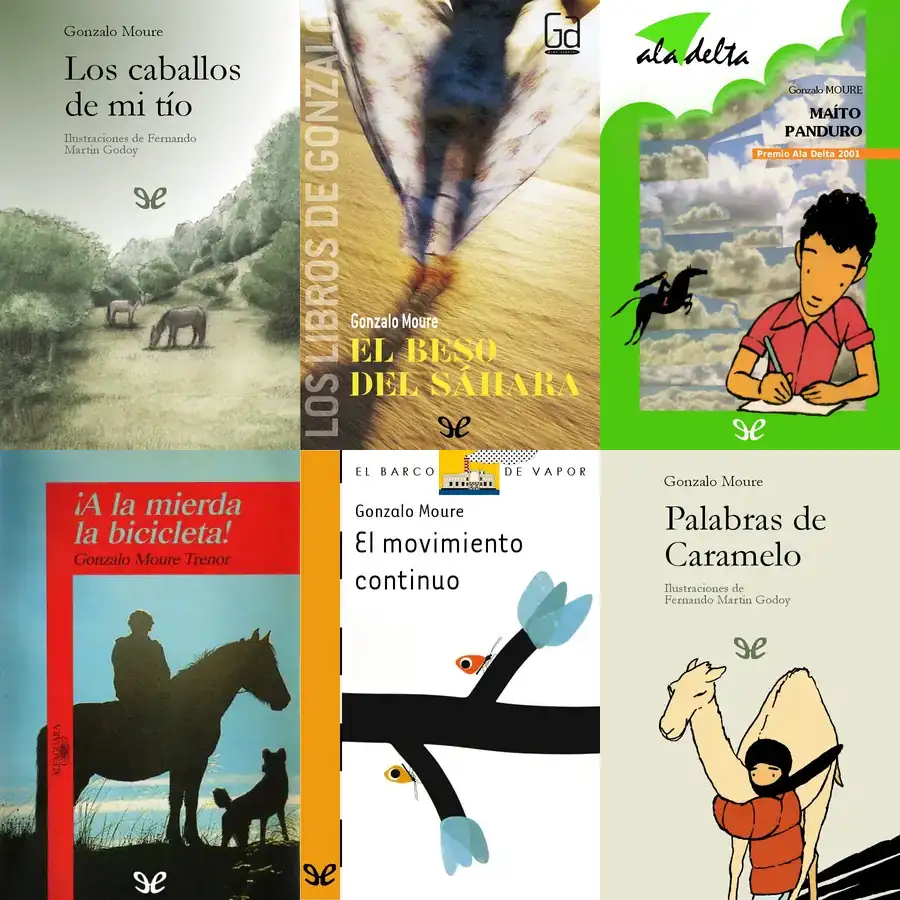 Gonzalo Moure
Los caballos
de mi tío
Ilustraciones de Fernando
Martín Godoy
LOS LIBROS DE GONZALO
Ga
Gonzalo Moure
EL BESO
DEL SÁHARA
ala delta
Gonzalo MOURE
MAÍTO
PANDURO
Premio Ala Delta 2001
¡A la mierda
la bicicleta!
Gonzalo Moure Trenor
ALFAGUARA
EL BARCO DE VAPOR
Gonzalo Moure
El movimiento
continuo
Gonzalo Moure
Palabras de
Caramelo
Ilustraciones de
Fernando Martín Godoy